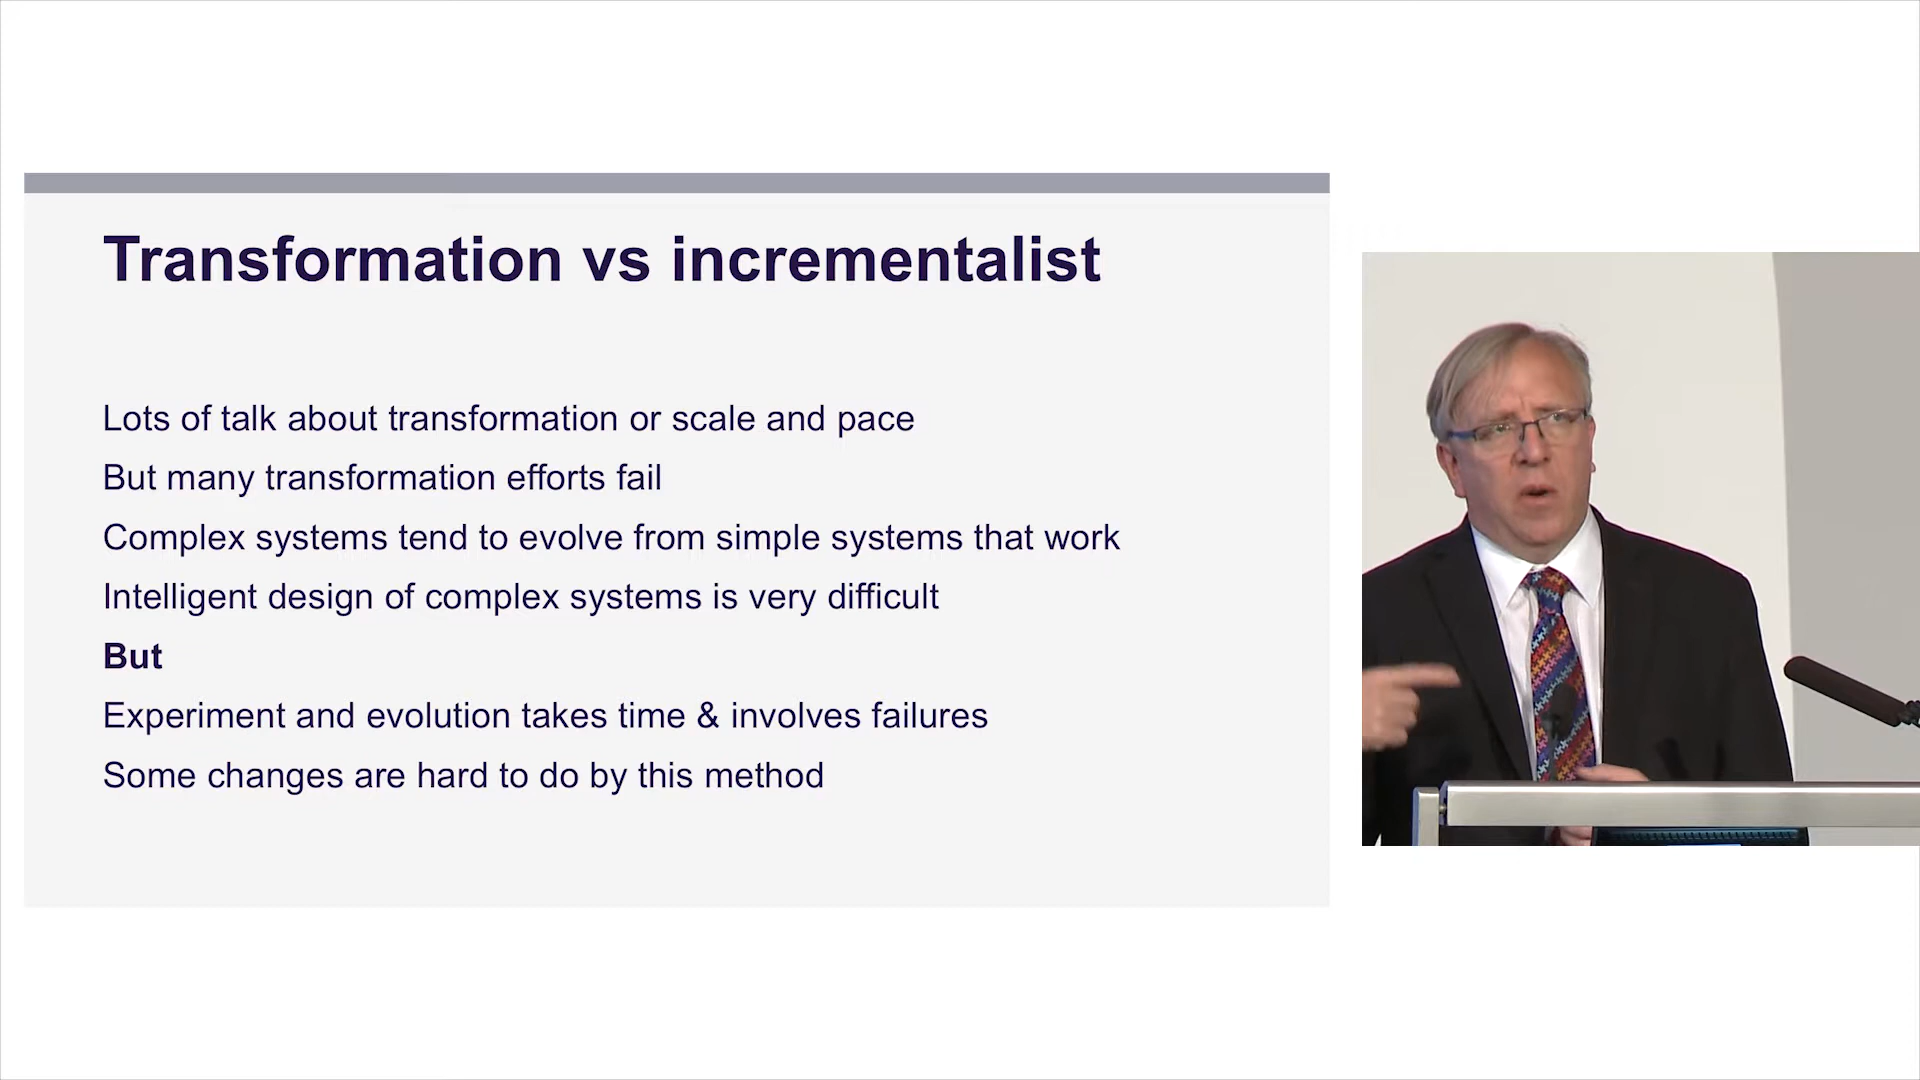 Transformation vs incrementalist
Lots of talk about transformation or scale and pace
But many transformation efforts fail
Complex systems tend to evolve from simple systems that work
Intelligent design of complex systems is very difficult
But
Experiment and evolution takes time & involves failures
Some changes are hard to do by this method